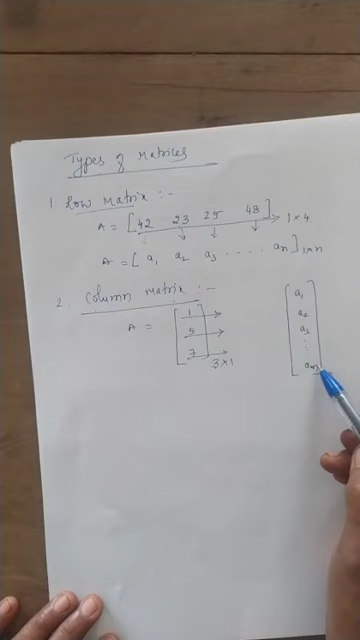 Types of Matrices
1 Row Matrix :-
A = [42 23 25 48] 1×4
A = [a1 a2 a3 .... an] 1×n
2. Column Matrix :-
A = [1
5
7] 3×1
[a1
a2
a3
⋮
am]